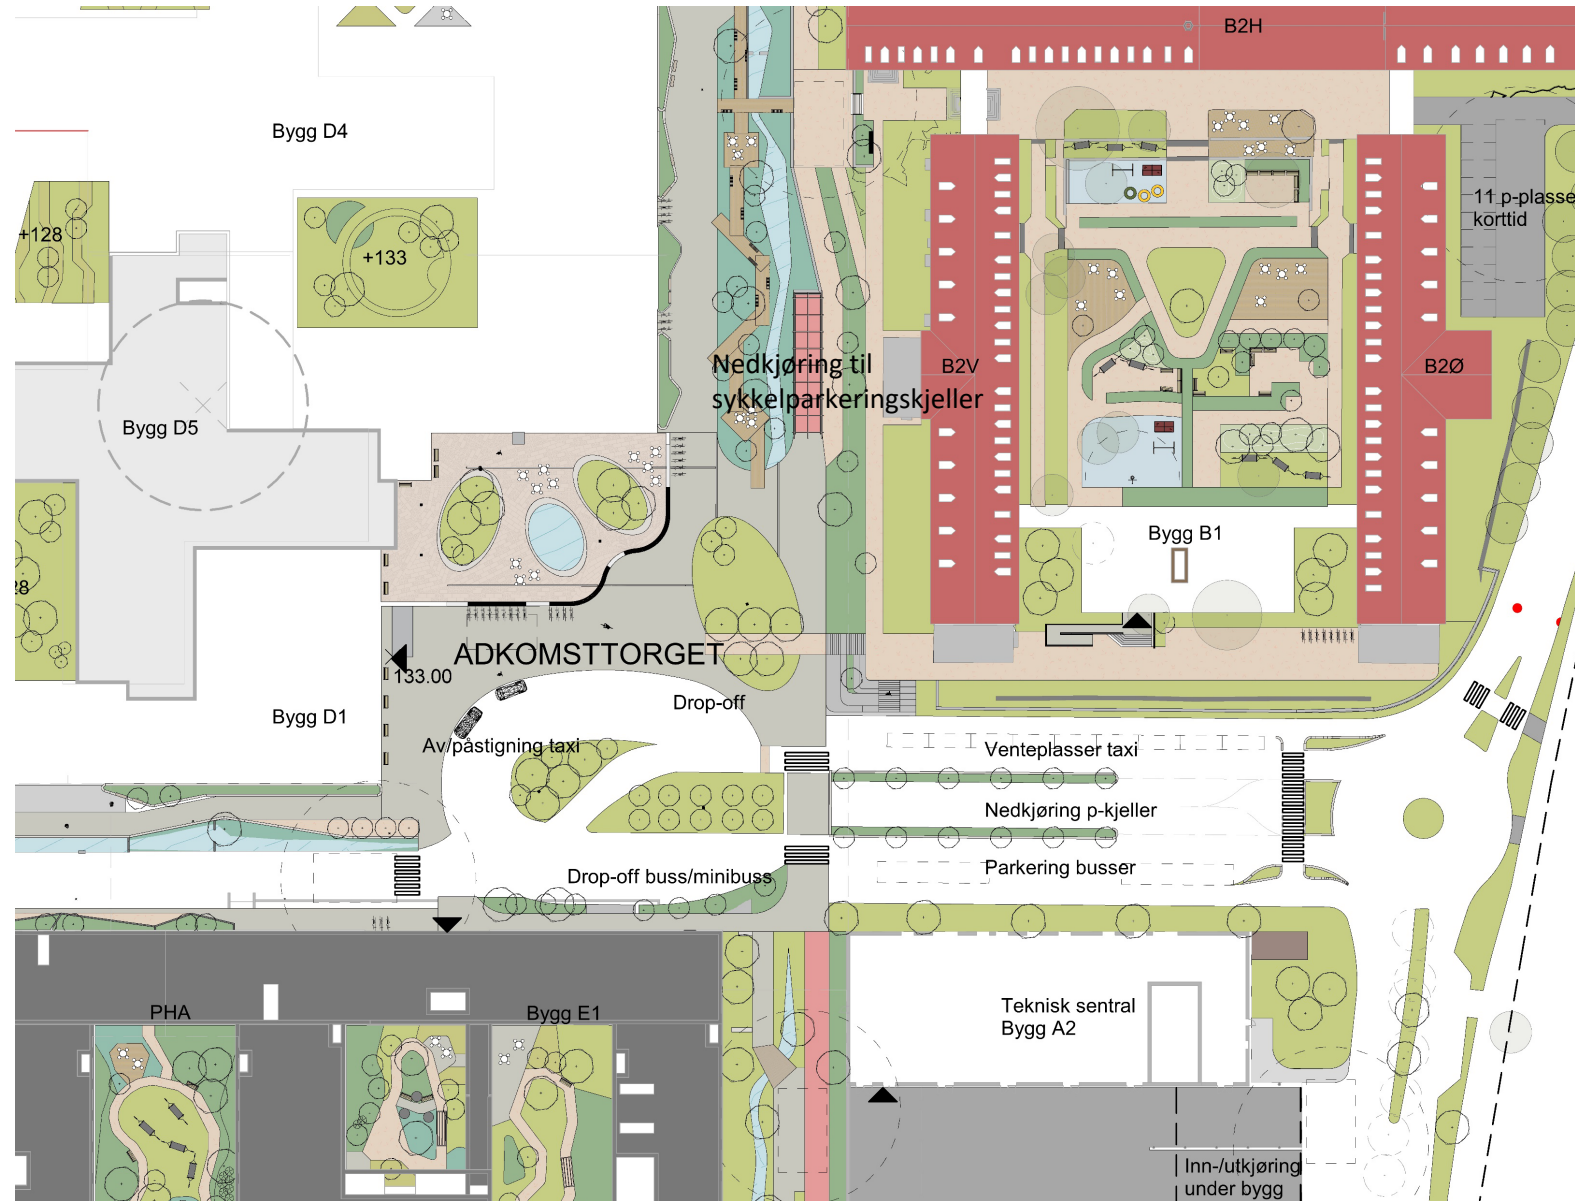 B2H
Bygg D4
11 p-plasse
korttid
+128
+133
Nedkjøring til
sykkelparkeringskjeller
B2V
B2Ø
Bygg D5
Bygg B1
28
ADKOMSTTORGET
133.00
Drop-off
Bygg D1
Av/påstigning taxi
Venteplasser taxi
Nedkjøring p-kjeller
Drop-off buss/minibuss
Parkering busser
PHA
Bygg E1
Teknisk sentral
Bygg A2
Inn-/utkjøring
under bygg